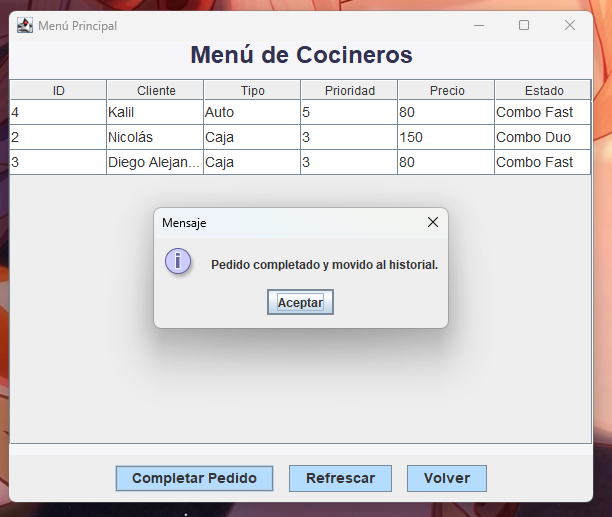 Menú Principal
Menú de Cocineros
ID Cliente Tipo Prioridad Precio Estado
4 Kalil Auto 5 80 Combo Fast
2 Nicolás Caja 3 150 Combo Duo
3 Diego Alejan... Caja 3 80 Combo Fast
Mensaje
Pedido completado y movido al historial.
Aceptar
Completar Pedido Refrescar Volver